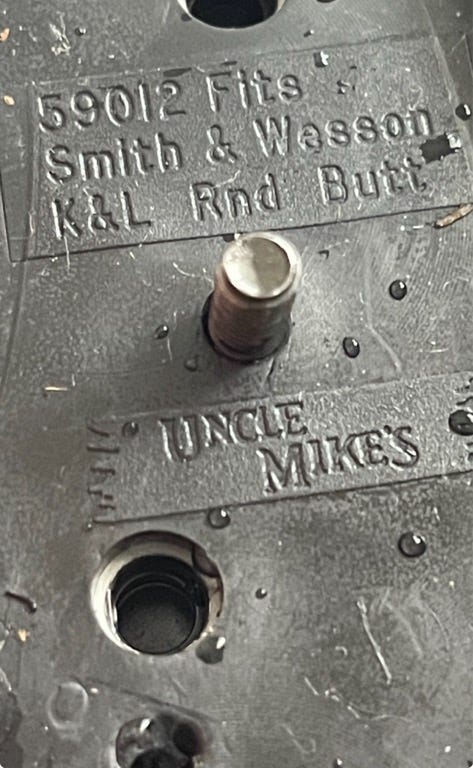 59012 Fits
Smith & Wesson
K&L Rnd Butt
UNCLE
MIKE'S